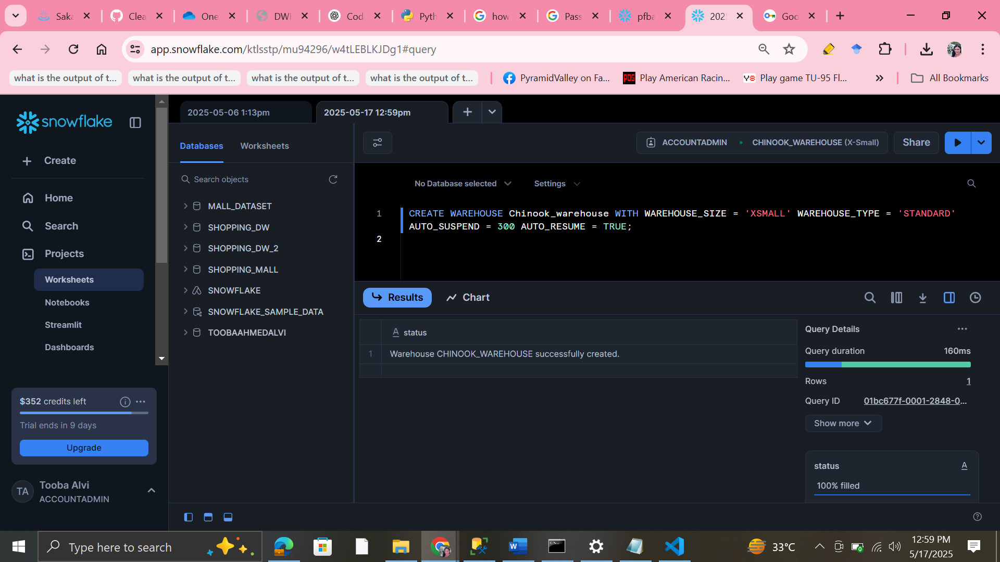 Saka
Clea
One
DWH
Cod
Pyth
how
Pass
pfba
202
Goo
app.snowflake.com/ktlsstp/mu94296/w4tLEBLKJDg1#query
what is the output of t...
what is the output of t...
what is the output of t...
what is the output of t...
PyramidValley on Fa...
POG
Play American Racin...
Y8
Play game TU-95 Fl...
All Bookmarks
snowflake
Create
Home
Search
Projects
Worksheets
Notebooks
Streamlit
Dashboards
$352 credits left
Trial ends in 9 days
Upgrade
TA
Tooba Alvi
ACCOUNTADMIN
2025-05-06 1:13pm
2025-05-17 12:59pm
Databases
Worksheets
Search objects
MALL_DATASET
SHOPPING_DW
SHOPPING_DW_2
SHOPPING_MALL
SNOWFLAKE
SNOWFLAKE_SAMPLE_DATA
TOOBAAHMEDALVI
ACCOUNTADMIN • CHINOOK_WAREHOUSE (X-Small)
Share
No Database selected
Settings
1 CREATE WAREHOUSE Chinook_warehouse WITH WAREHOUSE_SIZE = 'XSMALL' WAREHOUSE_TYPE = 'STANDARD'
AUTO_SUSPEND = 300 AUTO_RESUME = TRUE;
2
Results
Chart
A status
1 Warehouse CHINOOK_WAREHOUSE successfully created.
Query Details
Query duration 160ms
Rows 1
Query ID 01bc677f-0001-2848-0...
Show more
status A
100% filled
Type here to search
33°C
12:59 PM
5/17/2025